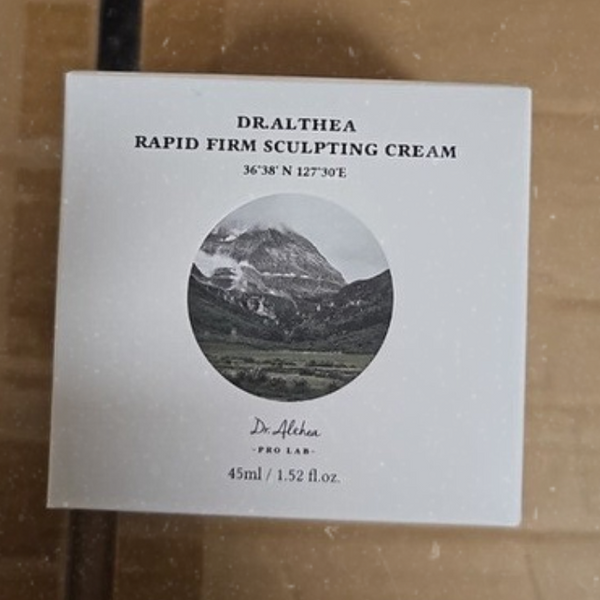 DR.ALTHEA
RAPID FIRM SCULPTING CREAM
36°38' N 127°30'E
Dr. Althea
-PRO LAB-
45ml / 1.52 fl.oz.